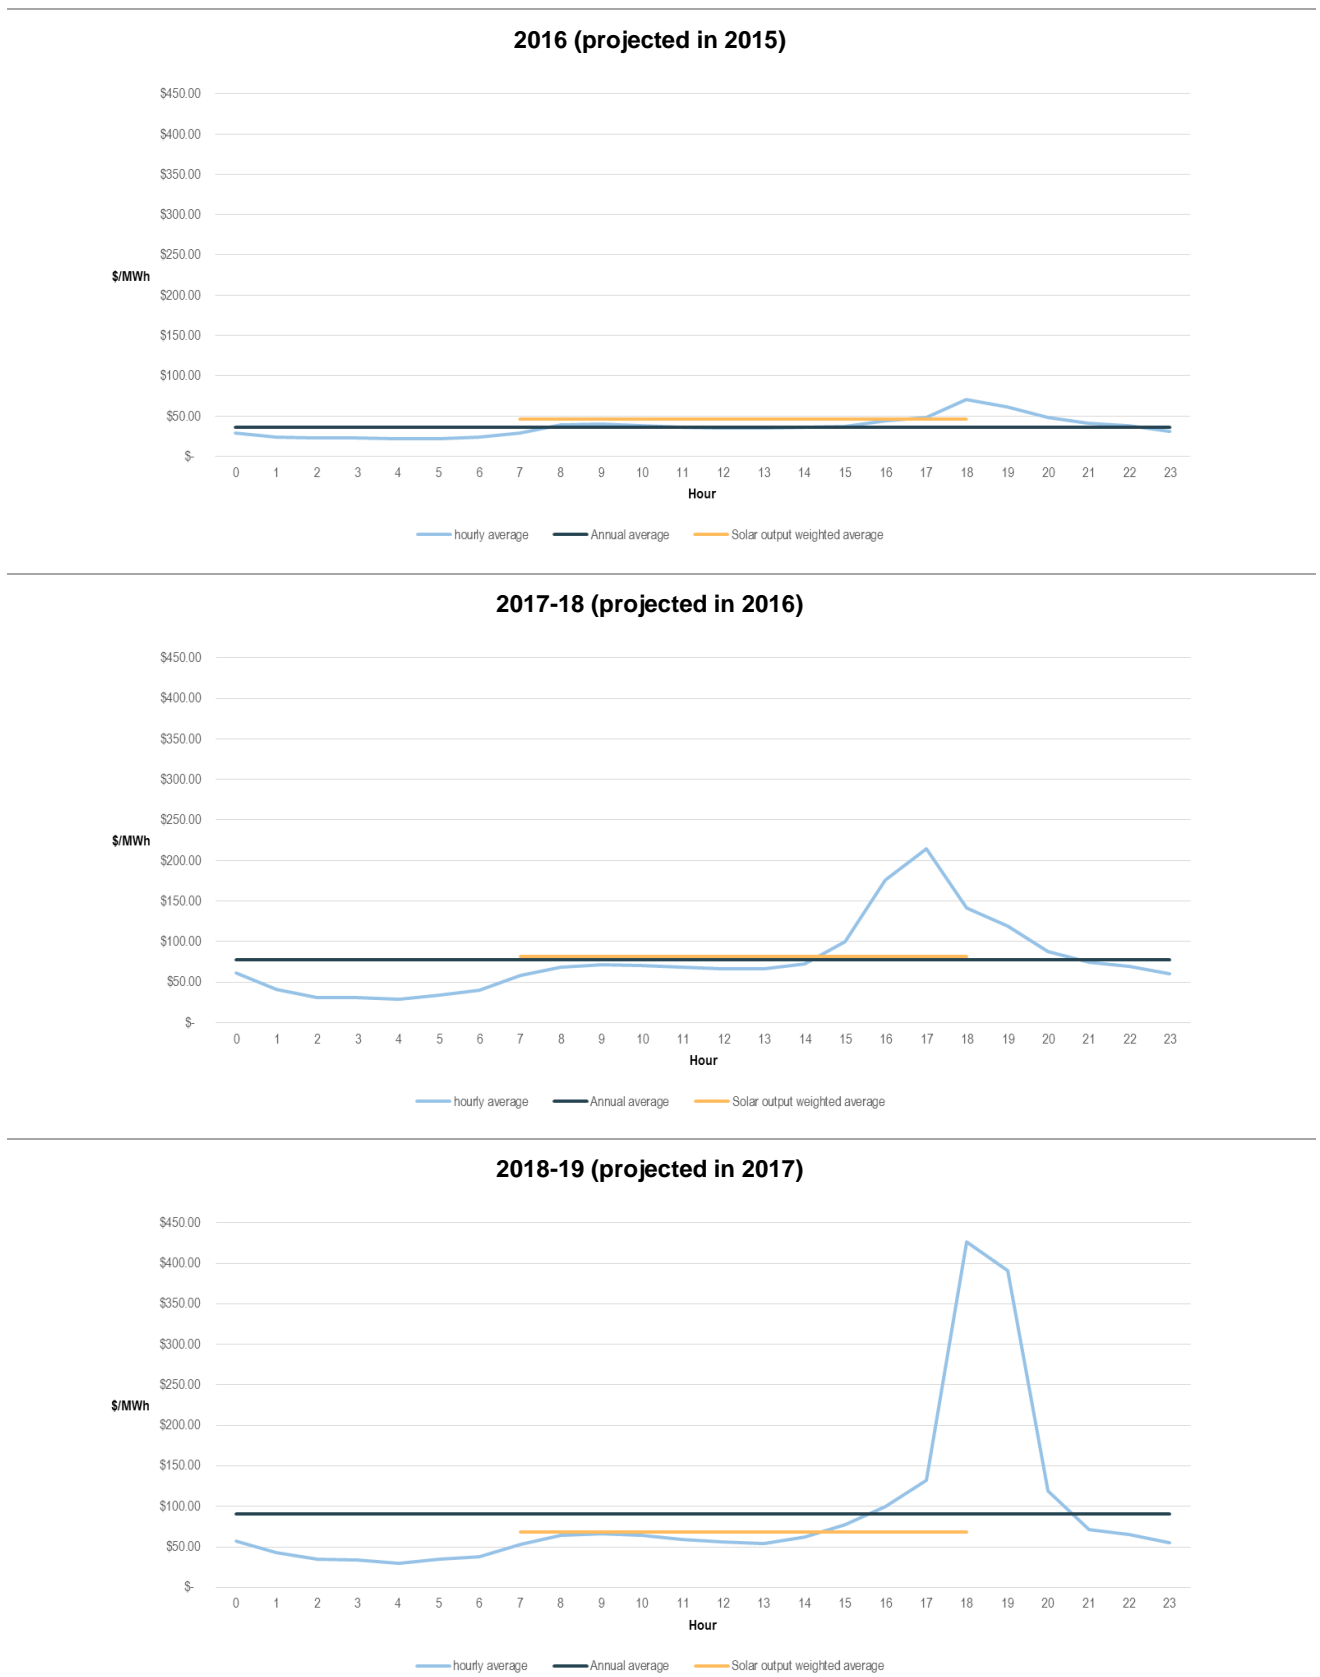 2016 (projected in 2015)
$450.00
$400.00
$350.00
$300.00
$250.00
$/MWh
$200.00
$150.00
$100.00
$50.00
$-
0 1 2 3 4 5 6 7 8 9 10 11 12 13 14 15 16 17 18 19 20 21 22 23
Hour
hourly average Annual average Solar output weighted average
2017-18 (projected in 2016)
$450.00
$400.00
$350.00
$300.00
$250.00
$/MWh
$200.00
$150.00
$100.00
$50.00
$-
0 1 2 3 4 5 6 7 8 9 10 11 12 13 14 15 16 17 18 19 20 21 22 23
Hour
hourly average Annual average Solar output weighted average
2018-19 (projected in 2017)
$450.00
$400.00
$350.00
$300.00
$250.00
$/MWh
$200.00
$150.00
$100.00
$50.00
$-
0 1 2 3 4 5 6 7 8 9 10 11 12 13 14 15 16 17 18 19 20 21 22 23
Hour
hourly average Annual average Solar output weighted average